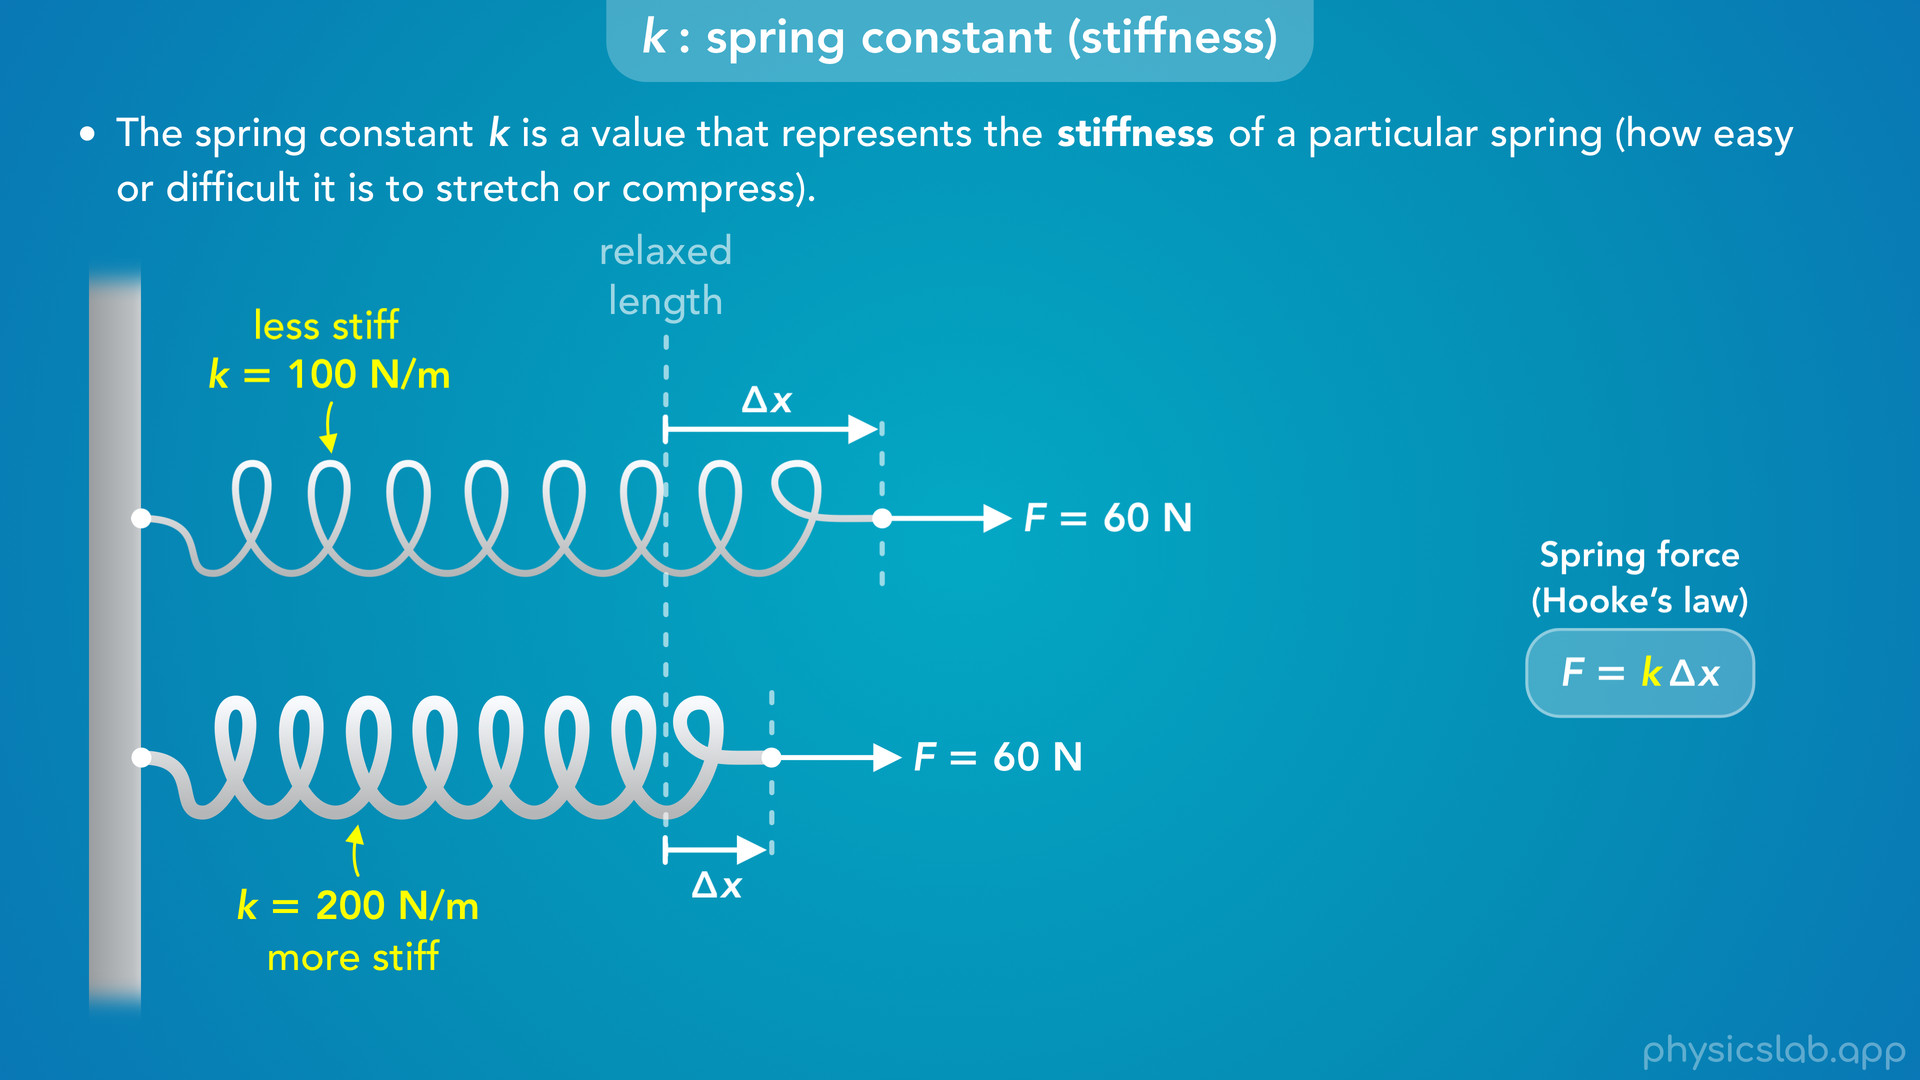 k : spring constant (stiffness)
• The spring constant k is a value that represents the stiffness of a particular spring (how easy
or difficult it is to stretch or compress).
relaxed
length
less stiff
k = 100 N/m
Δx
F = 60 N
Spring force
(Hooke’s law)
F = k Δx
F = 60 N
Δx
k = 200 N/m
more stiff
physicslab.app